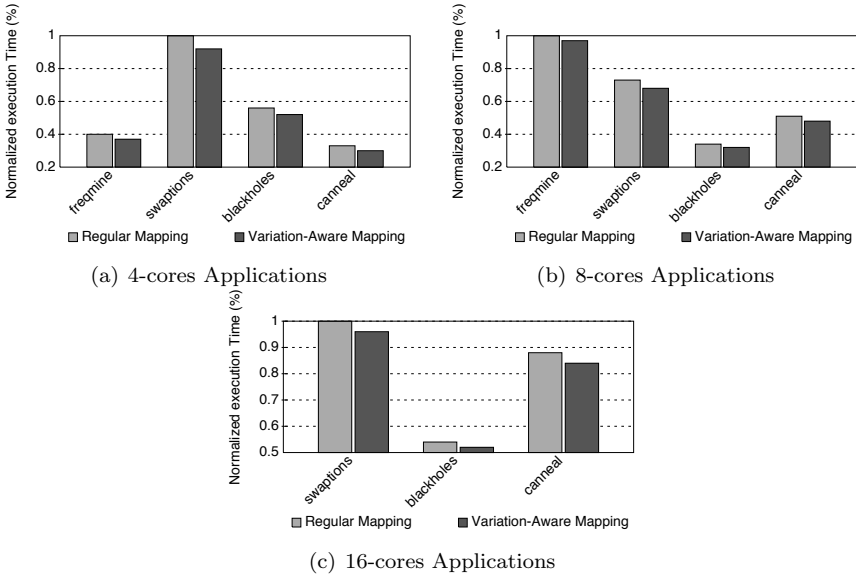 Normalized execution Time (%)
1
0.8
0.6
0.4
0.2
freqmine
swaptions
blackholes
canneal
Regular Mapping
Variation-Aware Mapping
(a) 4-cores Applications
Normalized execution Time (%)
1
0.8
0.6
0.4
0.2
freqmine
swaptions
blackholes
canneal
Regular Mapping
Variation-Aware Mapping
(b) 8-cores Applications
Normalized execution Time (%)
1
0.9
0.8
0.7
0.6
0.5
swaptions
blackholes
canneal
Regular Mapping
Variation-Aware Mapping
(c) 16-cores Applications